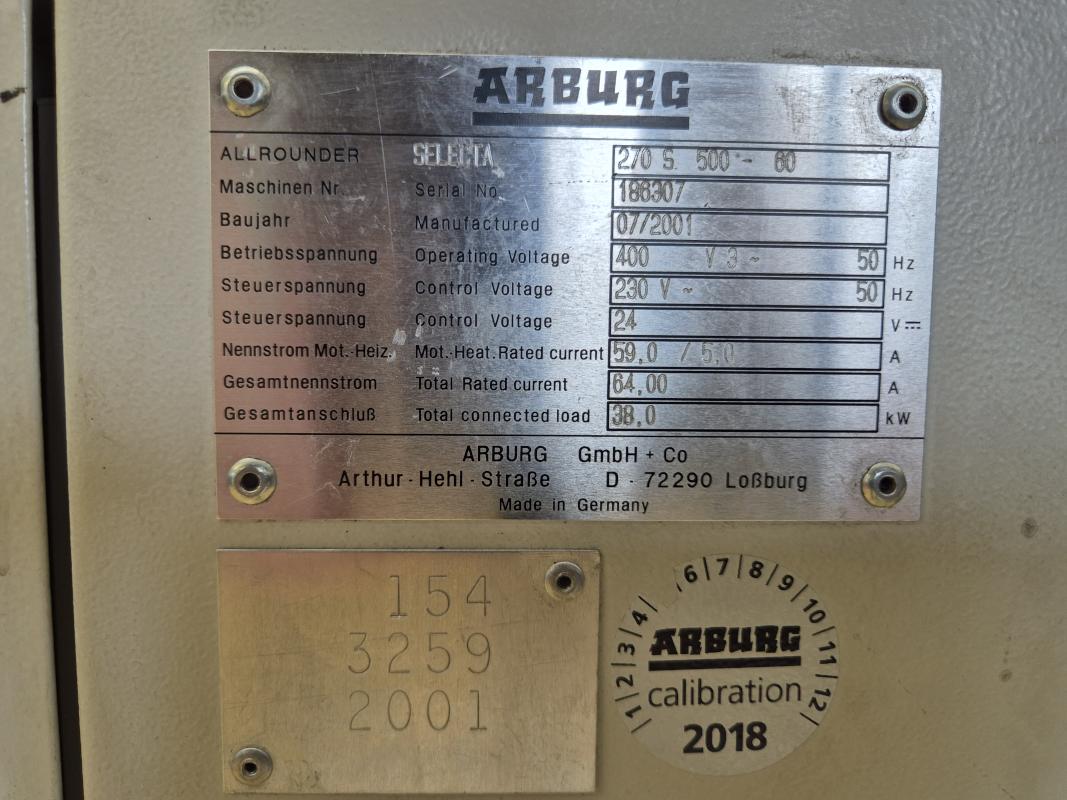 ARBURG
ALLROUNDER SELECTA 270 S 500 - 60
Maschinen Nr. Serial No. 186307
Baujahr Manufactured 07/2001
Betriebsspannung Operating Voltage 400 V 3 ~ 50 Hz
Steuerspannung Control Voltage 230 V ~ 50 Hz
Steuerspannung Control Voltage 24 V ⎓
Nennstrom Mot.-Heiz. Mot.-Heat. Rated current 59,0 / 5,0 A
Gesamtnennstrom Total Rated current 64,00 A
Gesamtanschluß Total connected load 38,0 kW
ARBURG GmbH + Co
Arthur - Hehl - Straße D - 72290 Loßburg
Made in Germany
154
3259
2001
1|2|3|4| 6|7|8|9|10|11|12|
ARBURG
calibration
2018